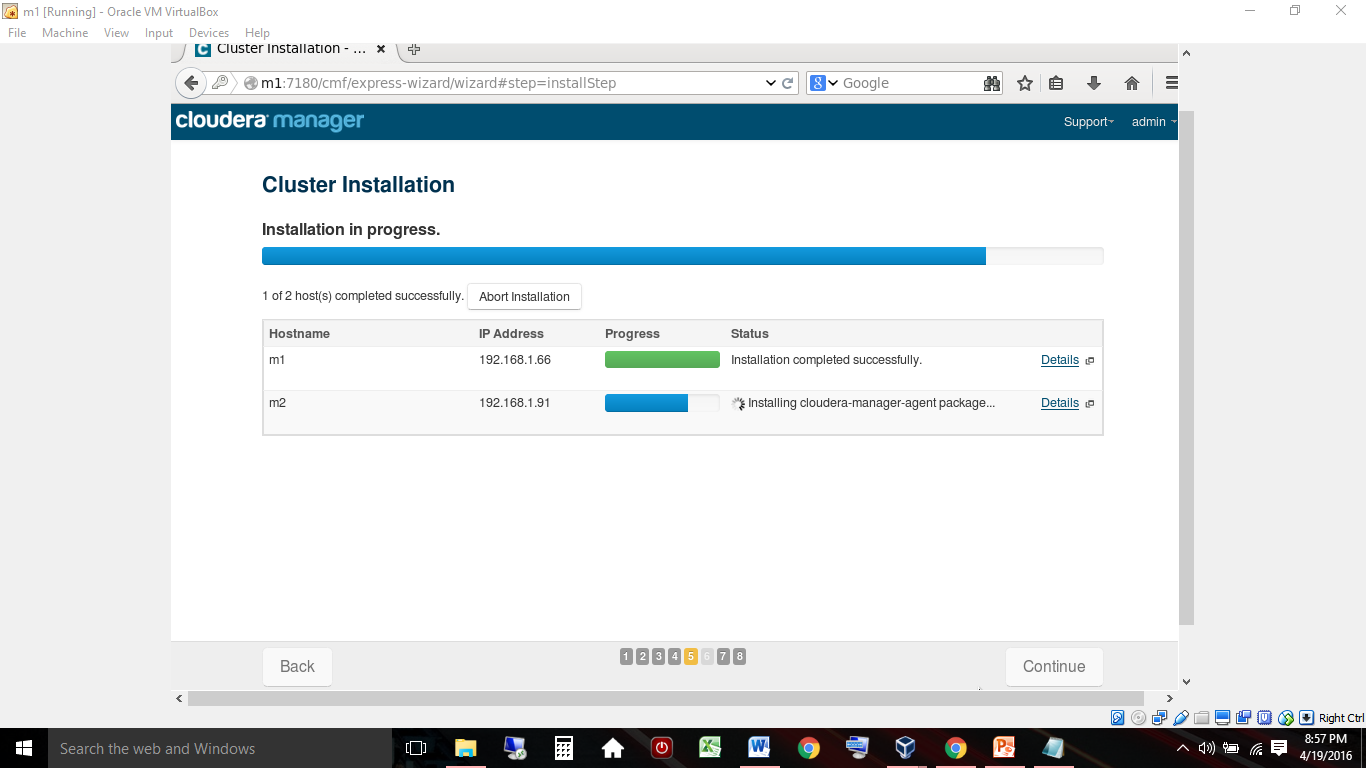 m1 [Running] - Oracle VM VirtualBox
File Machine View Input Devices Help
Cluster Installation - ...
m1:7180/cmf/express-wizard/wizard#step=installStep
Google
cloudera manager
Support admin
Cluster Installation
Installation in progress.
1 of 2 host(s) completed successfully. Abort Installation
Hostname IP Address Progress Status
m1 192.168.1.66 Installation completed successfully. Details
m2 192.168.1.91 Installing cloudera-manager-agent package... Details
Back 1 2 3 4 5 6 7 8 Continue
Right Ctrl
Search the web and Windows
8:57 PM
4/19/2016